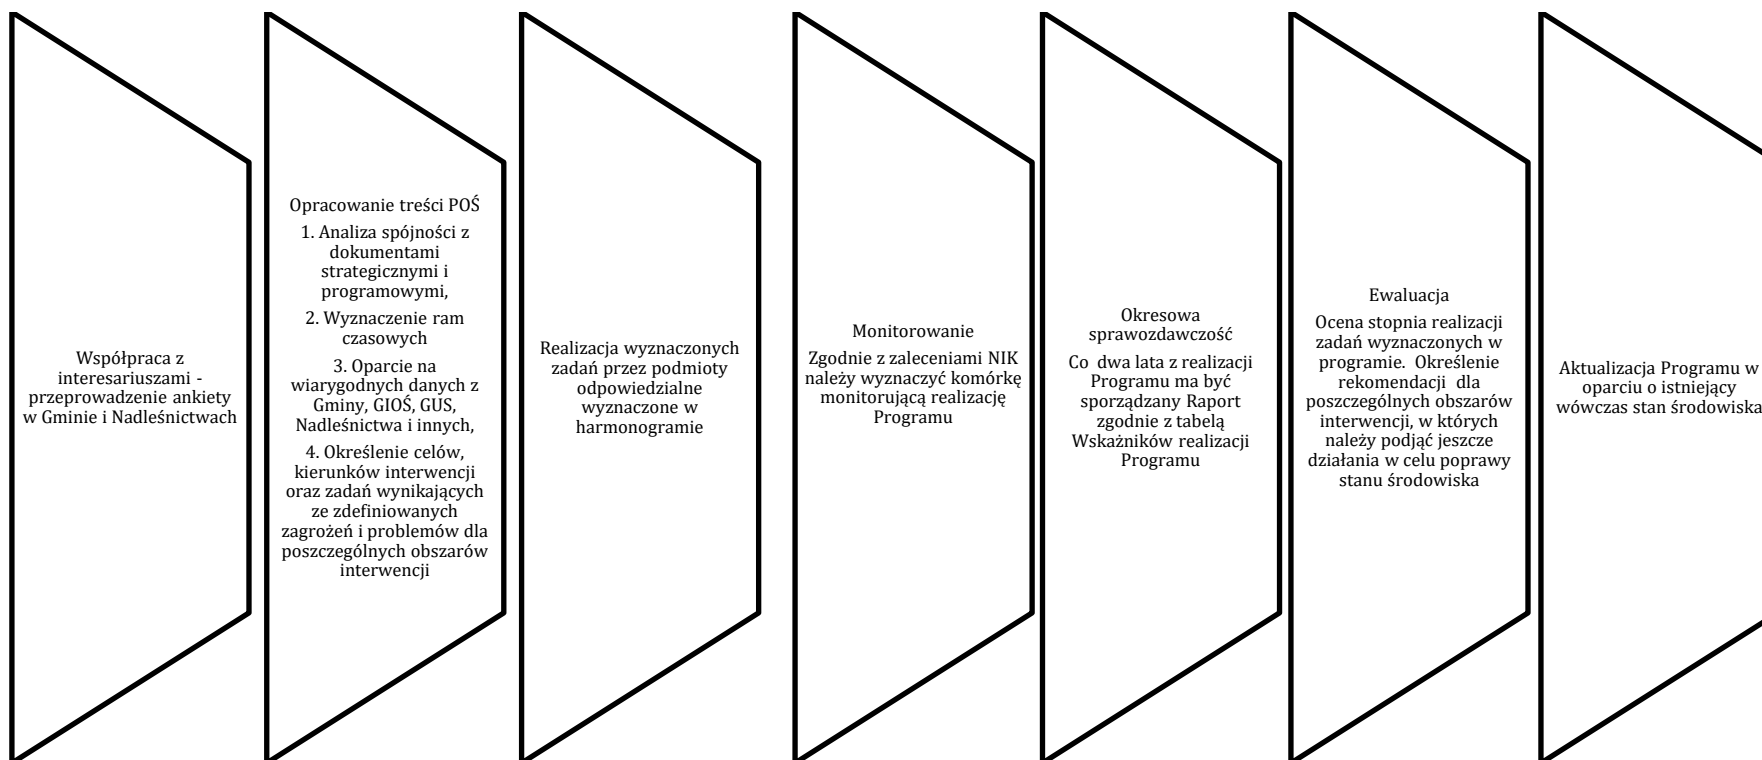 Współpraca z
interesariuszami -
przeprowadzenie ankiety
w Gminie i Nadleśnictwach
Opracowanie treści POŚ
1. Analiza spójności z
dokumentami
strategicznymi i
programowymi,
2. Wyznaczenie ram
czasowych
3. Oparcie na
wiarygodnych danych z
Gminy, GIOŚ, GUS,
Nadleśnictwa i innych,
4. Określenie celów,
kierunków interwencji
oraz zadań wynikających
ze zdefiniowanych
zagrożeń i problemów dla
poszczególnych obszarów
interwencji
Realizacja wyznaczonych
zadań przez podmioty
odpowiedzialne
wyznaczone w
harmonogramie
Monitorowanie
Zgodnie z zaleceniami NIK
należy wyznaczyć komórkę
monitorującą realizację
Programu
Okresowa
sprawozdawczość
Co dwa lata z realizacji
Programu ma być
sporządzany Raport
zgodnie z tabelą
Wskażników realizacji
Programu
Ewaluacja
Ocena stopnia realizacji
zadań wyznaczonych w
programie. Określenie
rekomendacji dla
poszczególnych obszarów
interwencji, w których
należy podjąć jeszcze
działania w celu poprawy
stanu środowiska
Aktualizacja Programu w
oparciu o istniejący
wówczas stan środowiska